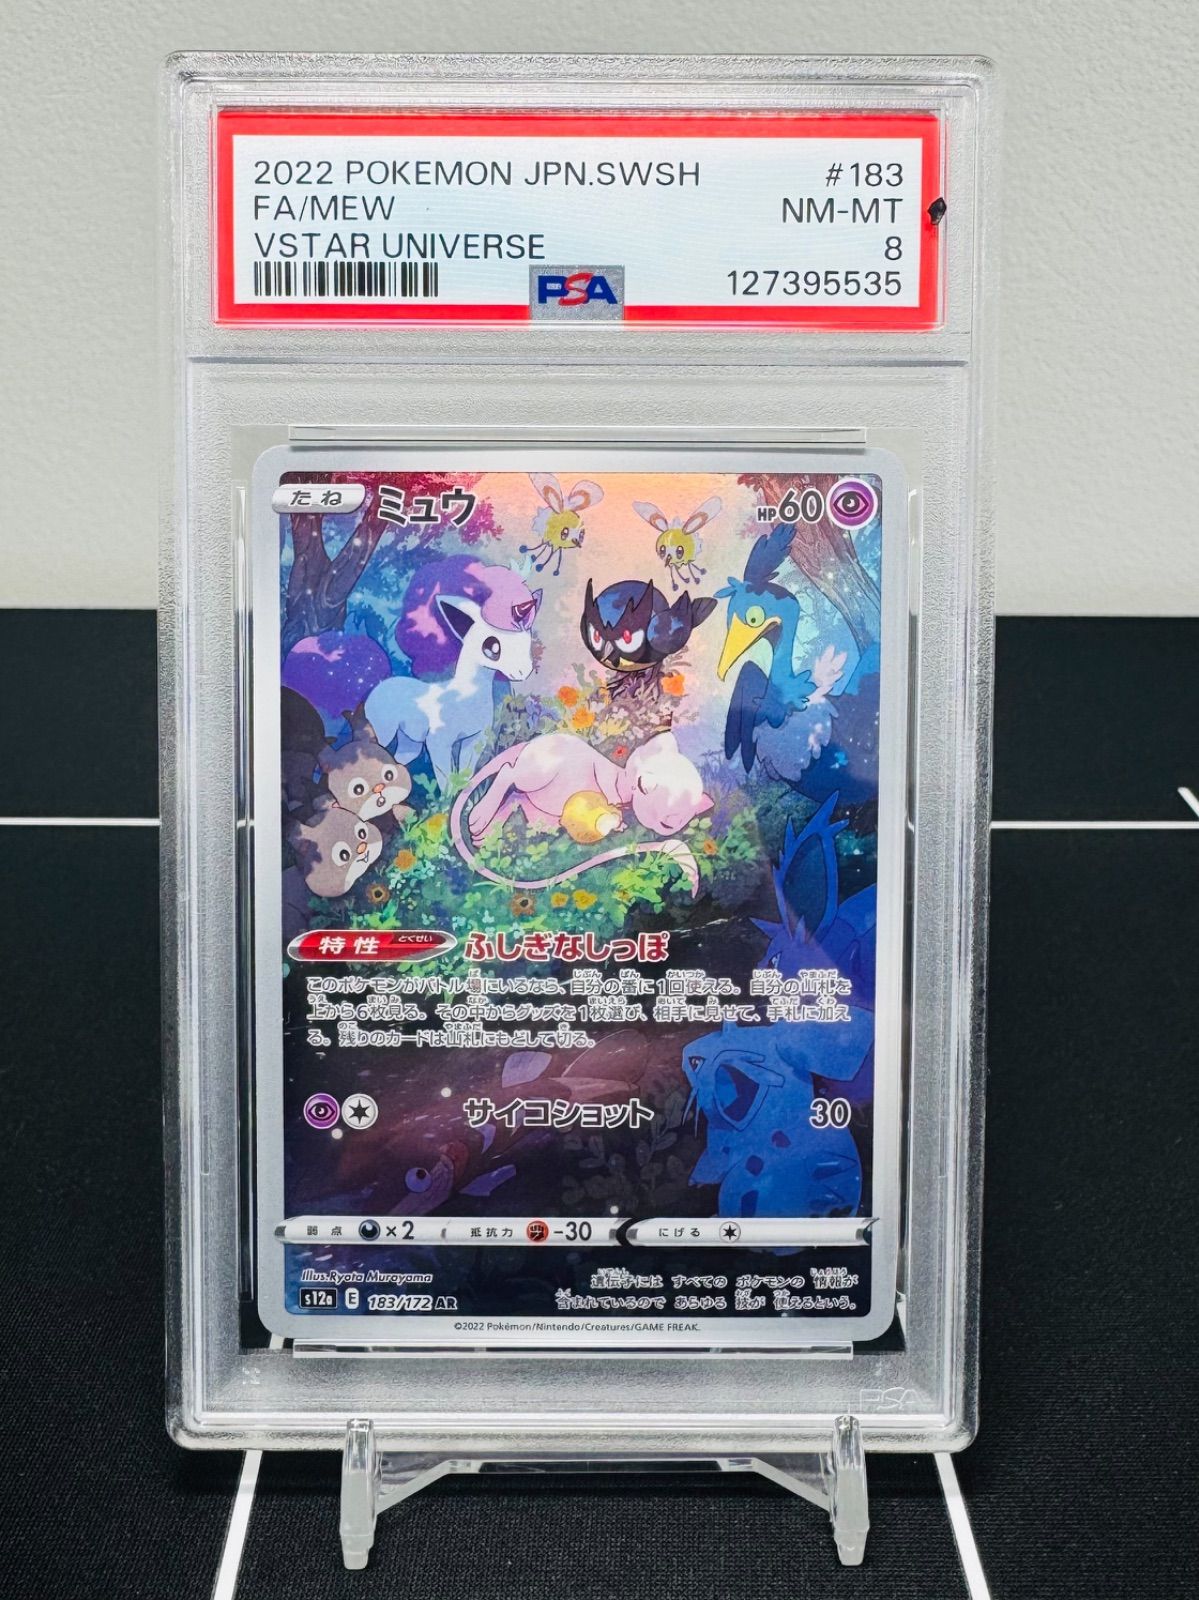 2022 POKEMON JPN.SWSH #183
FA/MEW NM-MT
VSTAR UNIVERSE 8
PSA 127395535
たね ミュウ HP60
特性 とくせい ふしぎなしっぽ
このポケモンがバトル場にいるなら、自分の番に1回使える。自分の山札を
上から6枚見る。その中からグッズを1枚選び、相手に見せて、手札に加え
る。残りのカードは山札にもどして切る。
サイコショット 30
弱点 ×2 抵抗力 -30 にげる
Illus.Ryota Murayama
遺伝子には すべての ポケモンの 情報が
s12a E 183/172 AR
含まれているので あらゆる 技が 使えるという。
©2022 Pokémon/Nintendo/Creatures/GAME FREAK.
PSA